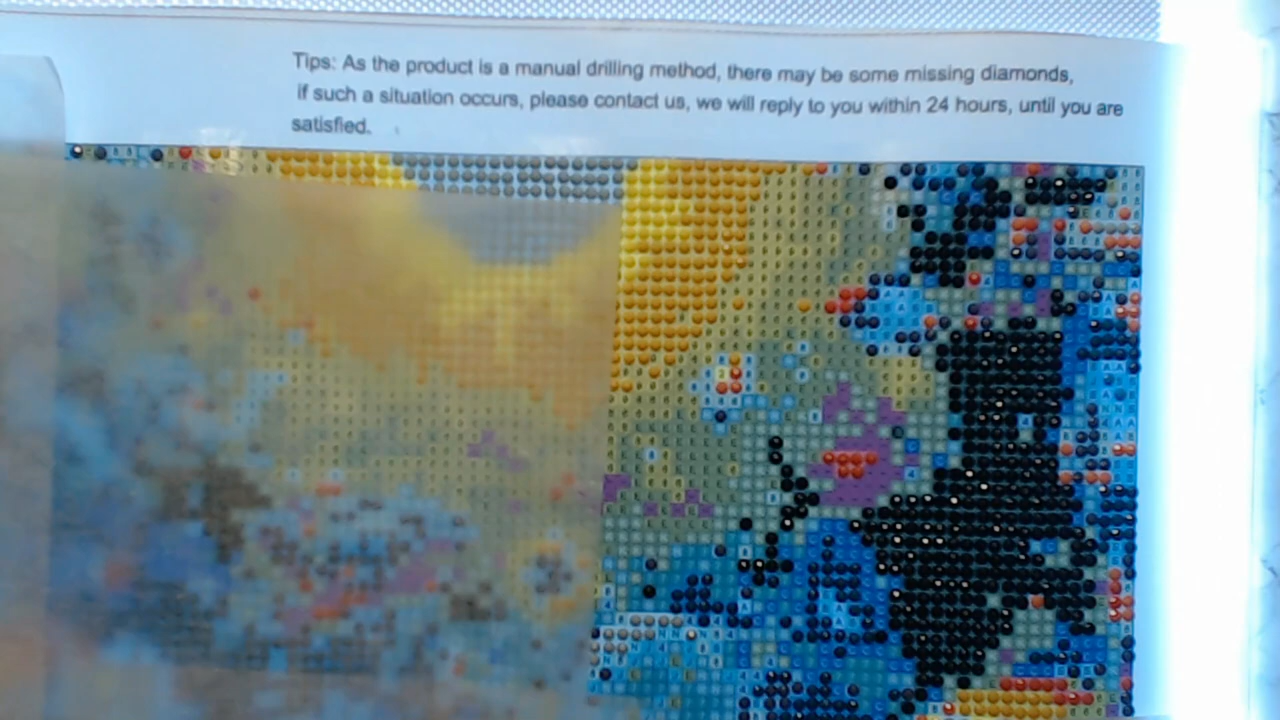 Tips: As the product is a manual drilling method, there may be some missing diamonds,
if such a situation occurs, please contact us, we will reply to you within 24 hours, until you are
satisfied.